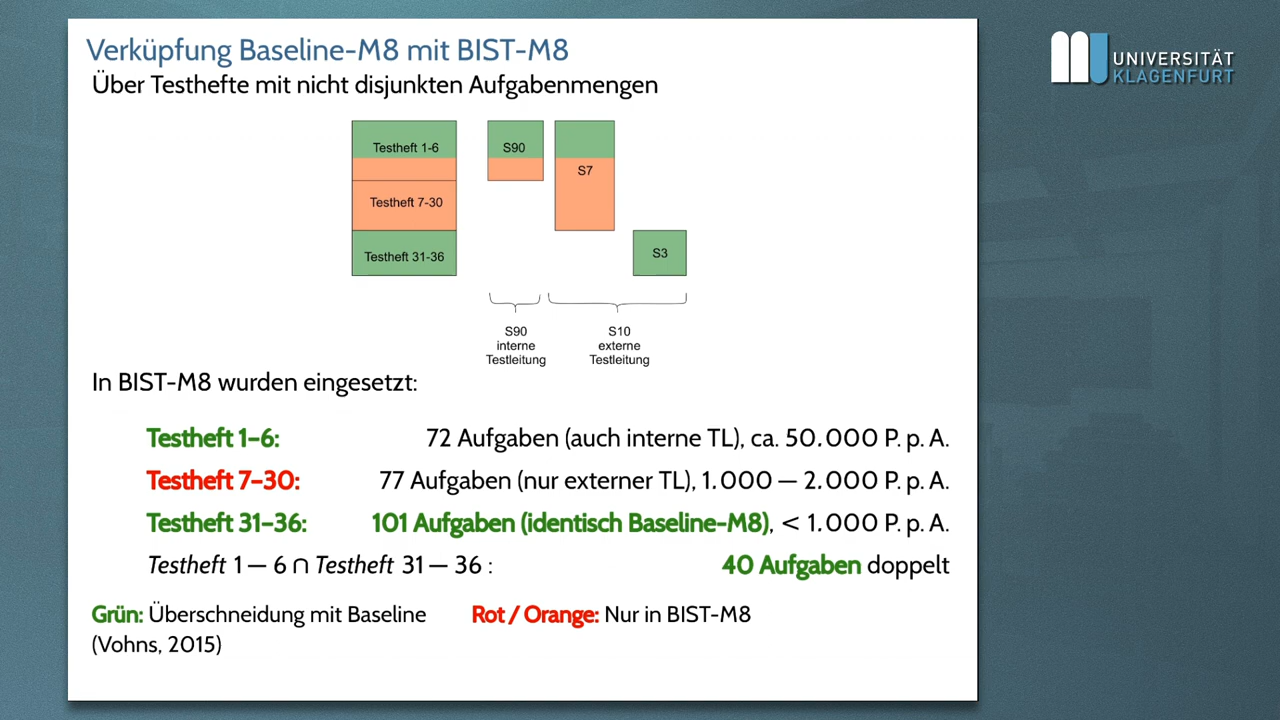 Verküpfung Baseline-M8 mit BIST-M8
Über Testhefte mit nicht disjunkten Aufgabenmengen
UNIVERSITÄT
KLAGENFURT
Testheft 1-6
S90
S7
Testheft 7-30
Testheft 31-36
S3
S90
interne
Testleitung
S10
externe
Testleitung
In BIST-M8 wurden eingesetzt:
Testheft 1–6: 72 Aufgaben (auch interne TL), ca. 50.000 P. p. A.
Testheft 7–30: 77 Aufgaben (nur externer TL), 1.000 — 2.000 P. p. A.
Testheft 31–36: 101 Aufgaben (identisch Baseline-M8), < 1.000 P. p. A.
Testheft 1 — 6 ∩ Testheft 31 — 36 : 40 Aufgaben doppelt
Grün: Überschneidung mit Baseline Rot / Orange: Nur in BIST-M8
(Vohns, 2015)